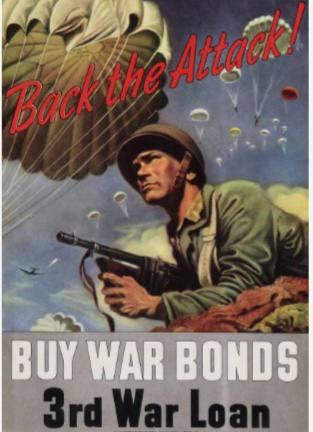 Back the Attack!
BUY WAR BONDS
3rd War Loan